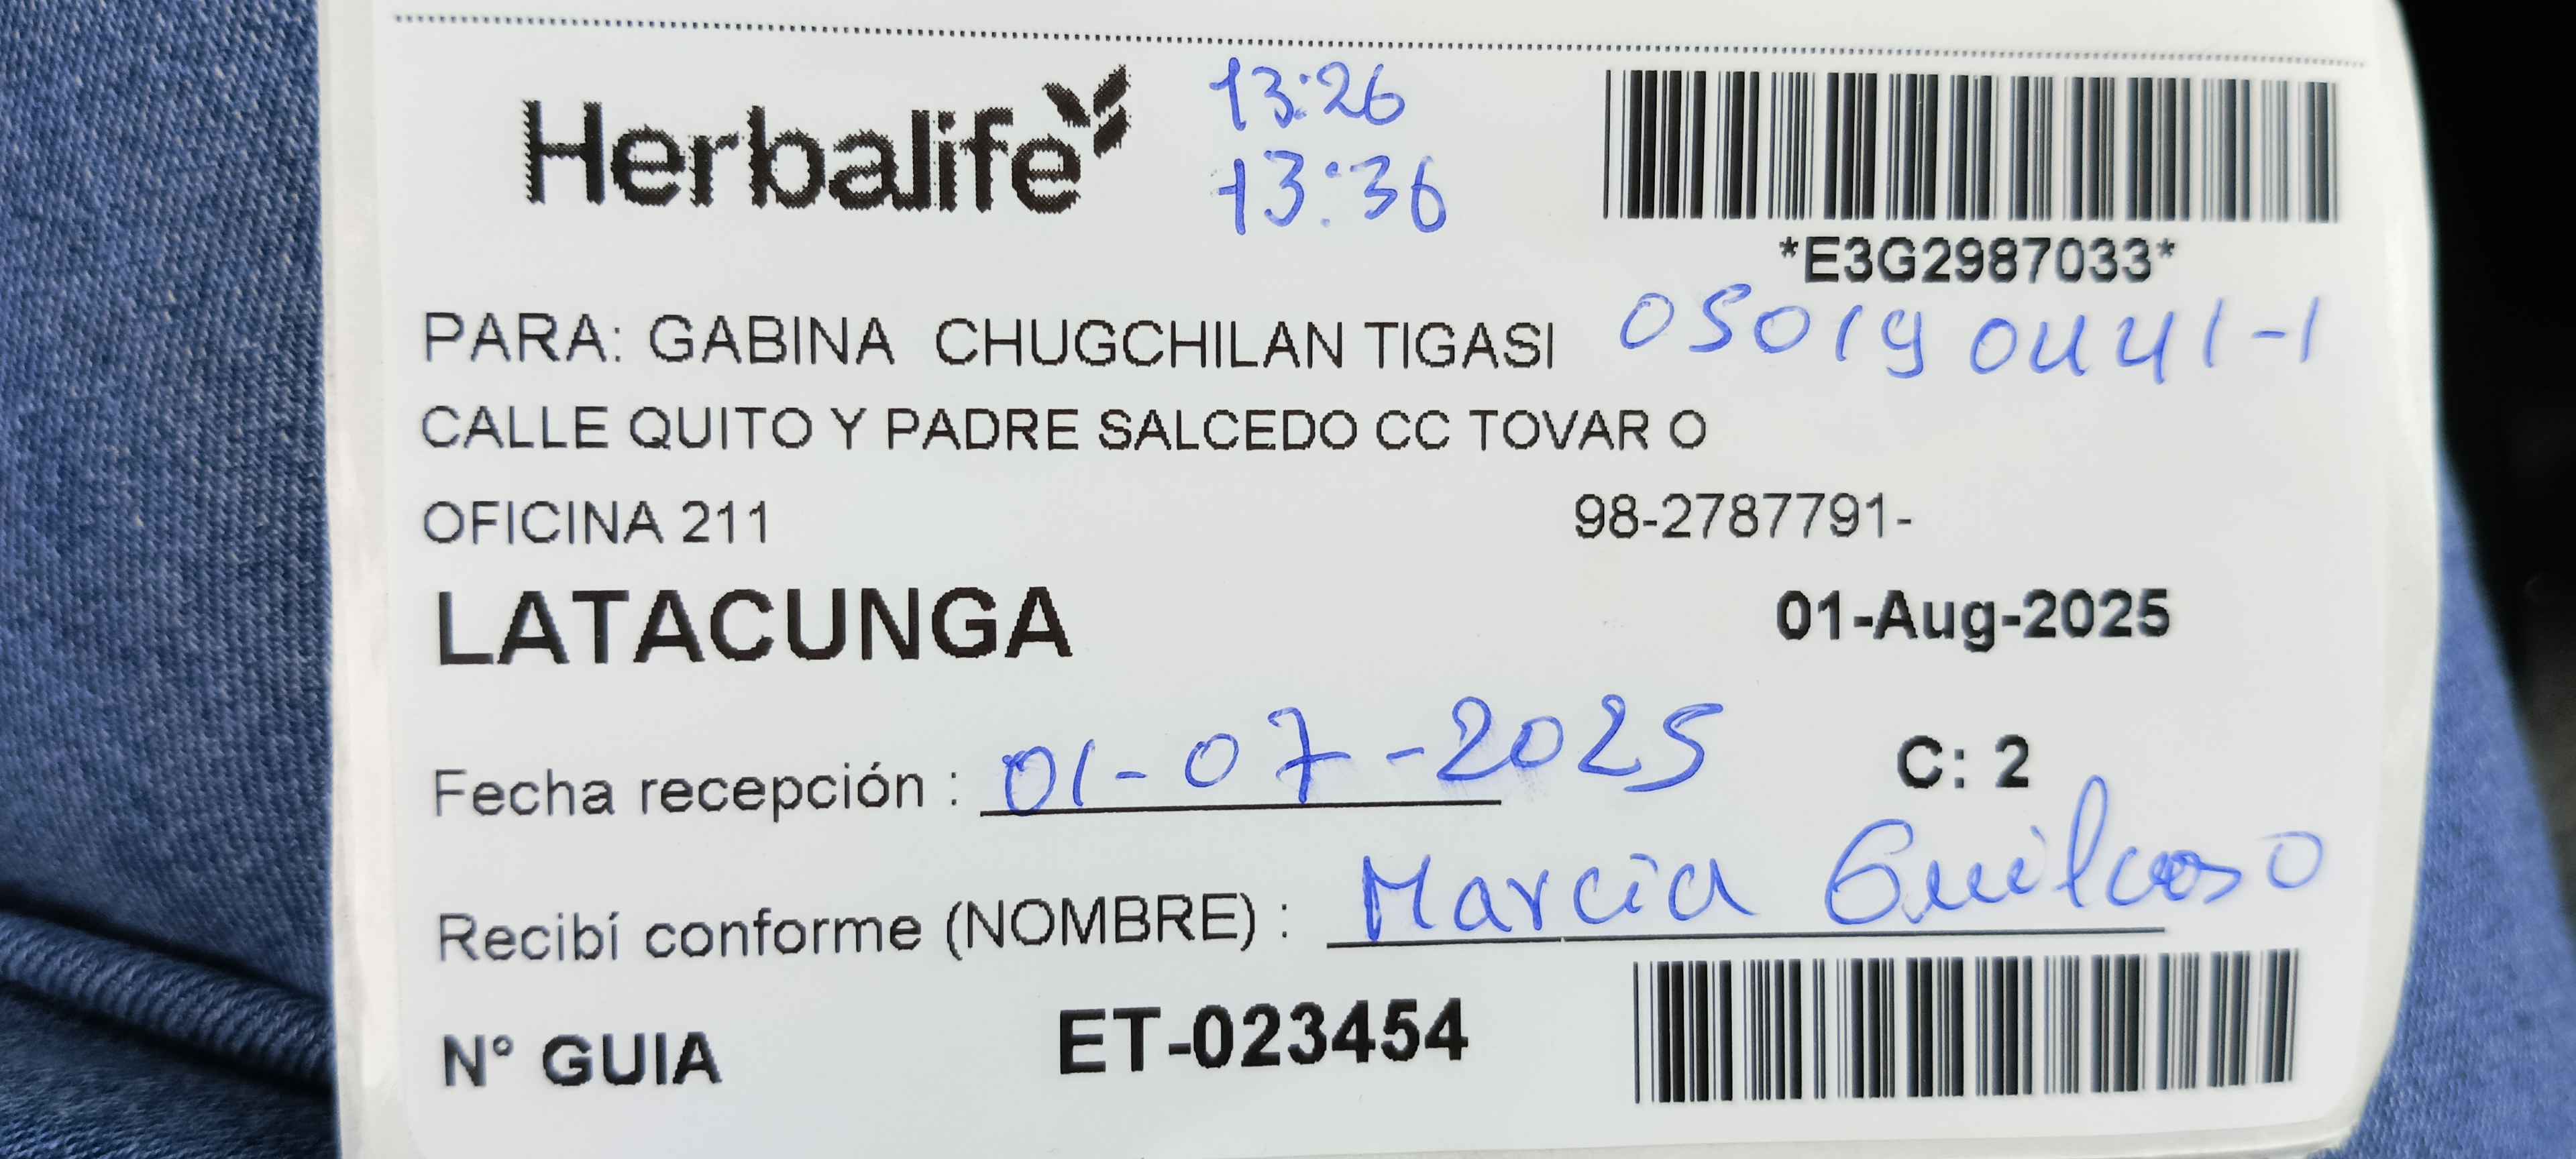 Herbalife
13:26
13:36
*E3G2987033*
PARA: GABINA CHUGCHILAN TIGASI
050190441-1
CALLE QUITO Y PADRE SALCEDO CC TOVAR O
OFICINA 211
98-2787791-
LATACUNGA
01-Aug-2025
Fecha recepción : 01-07-2025
C: 2
Recibí conforme (NOMBRE) : Marcia
N° GUIA
ET-023454